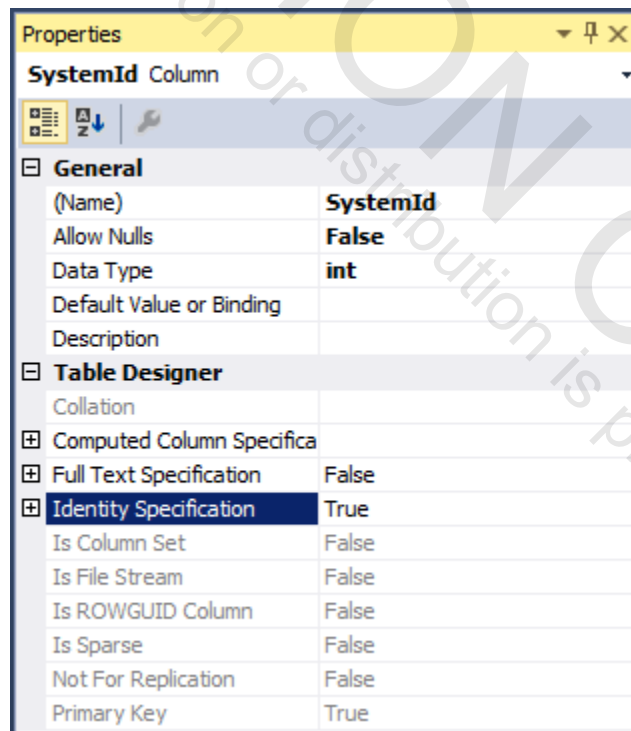 Properties
SystemId Column
General
(Name) SystemId
Allow Nulls False
Data Type int
Default Value or Binding
Description
Table Designer
Collation
Computed Column Specifica
Full Text Specification False
Identity Specification True
Is Column Set False
Is File Stream False
Is ROWGUID Column False
Is Sparse False
Not For Replication False
Primary Key True